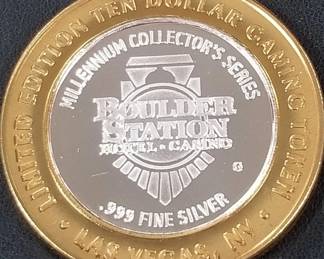 LIMITED EDITION TEN DOLLAR GAMING TOKEN
• LAS VEGAS, NV •
MILLENNIUM COLLECTOR'S SERIES
BOULDER
STATION
HOTEL • CASINO
G
.999 FINE SILVER